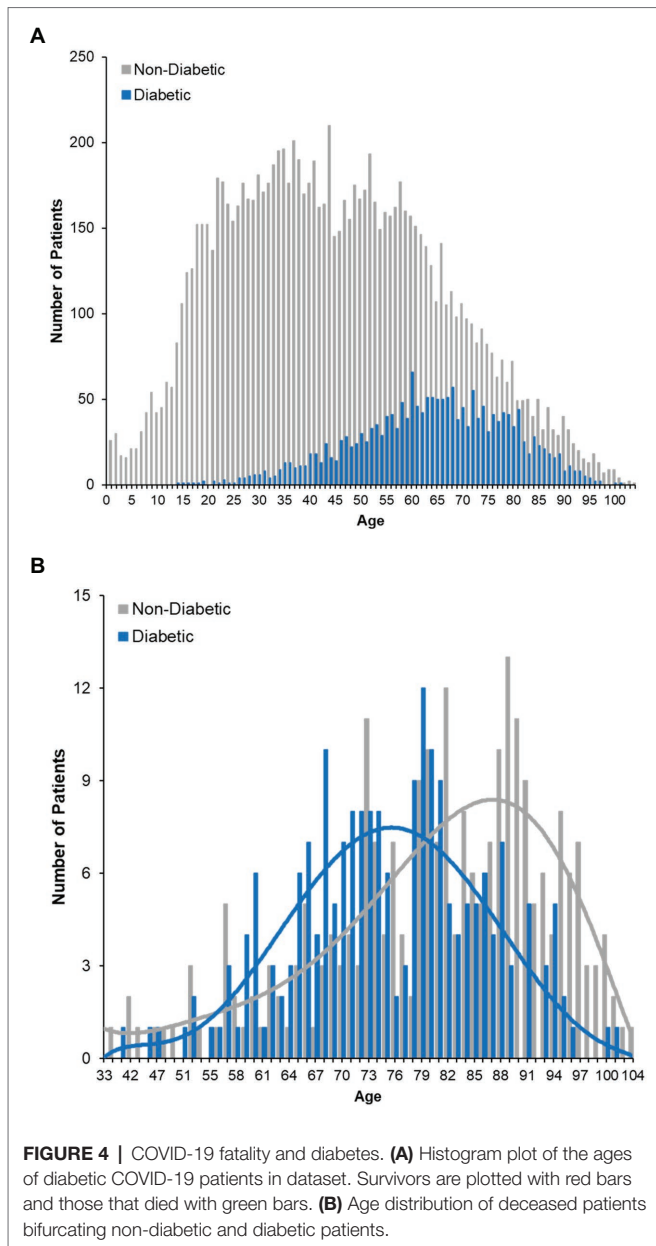 A
250
200
150
100
50
0
Number of Patients
Non-Diabetic
Diabetic
0 5 10 15 20 25 30 35 40 45 50 55 60 65 70 75 80 85 90 95 100
Age
B
15
12
9
6
3
0
Number of Patients
Non-Diabetic
Diabetic
33 42 47 51 55 58 61 64 67 70 73 76 79 82 85 88 91 94 97 100 104
Age
FIGURE 4 | COVID-19 fatality and diabetes. (A) Histogram plot of the ages
of diabetic COVID-19 patients in dataset. Survivors are plotted with red bars
and those that died with green bars. (B) Age distribution of deceased patients
bifurcating non-diabetic and diabetic patients.